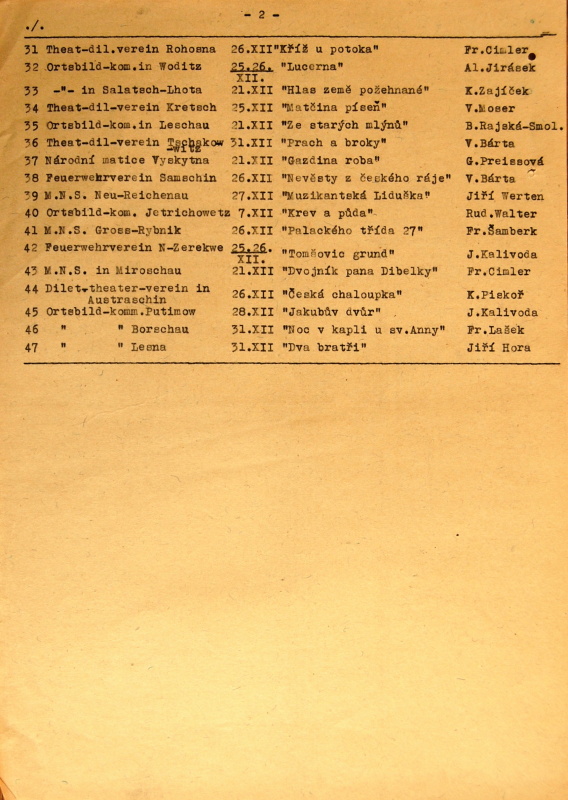 - 2 -
./.
31 Theat-dil.verein Rohosna 26.XII "Kříž u potoka" Fr.Cimler
32 Ortsbild-kom.in Woditz 25.26. XII. "Lucerna" Al.Jirásek
33 -"- in Salatsch-Lhota 21.XII "Hlas země požehnané" K.Zajíček
34 Theat-dil.verein Kretsch 25.XII "Matčina píseň" V.Moser
35 Ortsbild-kom.in Leschau 21.XII "Ze starých mlýnů" B.Rajská-Smol.
36 Theat-dil.verein Tschakow 31.XII "Prach a broky" V.Bárta
-witz
37 Národní matice Vyskytna 21.XII "Gazdina roba" G.Preissová
38 Feuerwehrverein Samschin 26.XII "Nevěsty z českého ráje" V.Bárta
39 M.N.S. Neu-Reichenau 27.XII "Muzikantská Liduška" Jiří Werten
40 Ortsbild-kom. Jetrichowetz 7.XII "Krev a půda" Rud.Walter
41 M.N.S. Gross-Rybnik 26.XII "Palackého třída 27" Fr.Šamberk
42 Feuerwehrverein N-Zerekwe 25.26. XII. "Tomšovic grund" J.Kalivoda
43 M.N.S. in Miroschau 21.XII "Dvojník pana Dibelky" Fr.Cimler
44 Dilet-theater-verein in
Austraschin 26.XII "Česká chaloupka" K.Piskoř
45 Ortsbild-komm.Putimow 28.XII "Jakubův dvůr" J.Kalivoda
46 " " Borschau 31.XII "Noc v kapli u sv.Anny" Fr.Lašek
47 " " Lesna 31.XII "Dva bratři" Jiří Hora